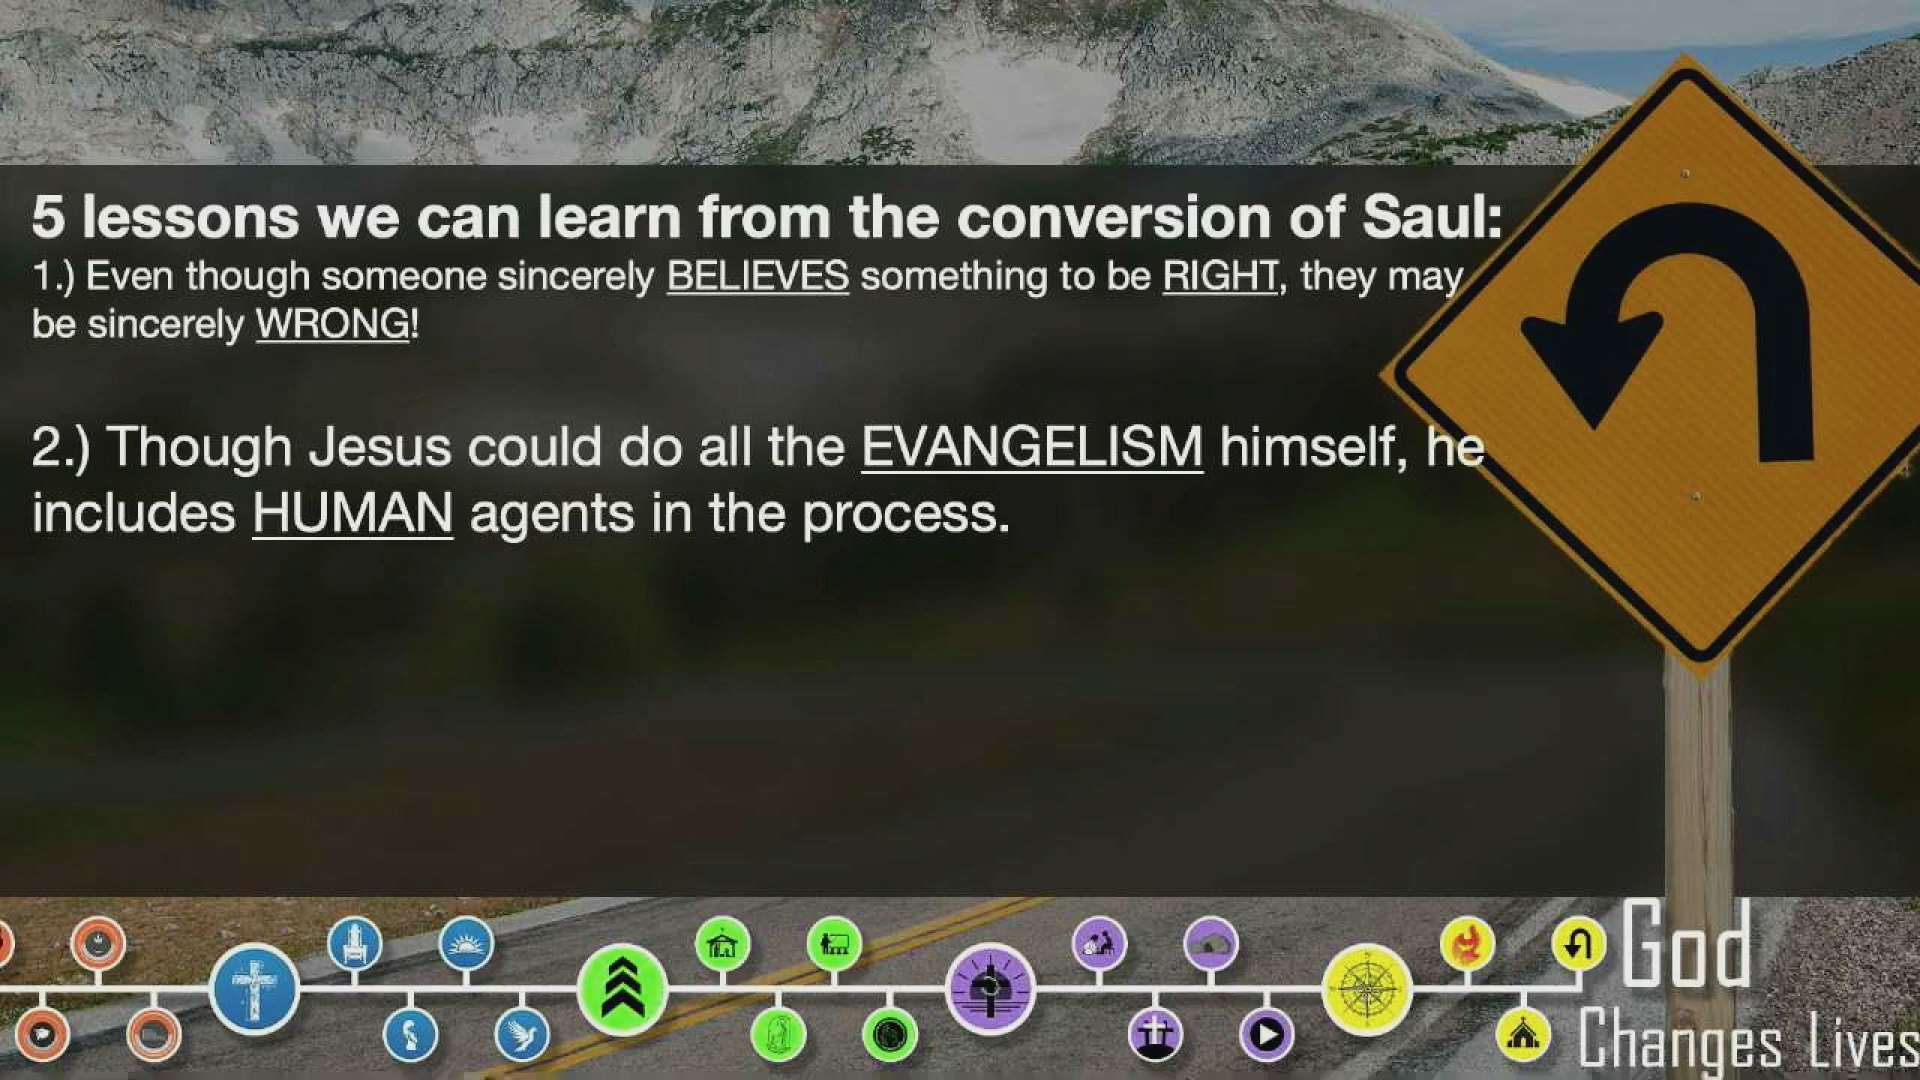 5 lessons we can learn from the conversion of Saul:
1.) Even though someone sincerely BELIEVES something to be RIGHT, they may
be sincerely WRONG!
2.) Though Jesus could do all the EVANGELISM himself, he
includes HUMAN agents in the process.
God
Changes Lives